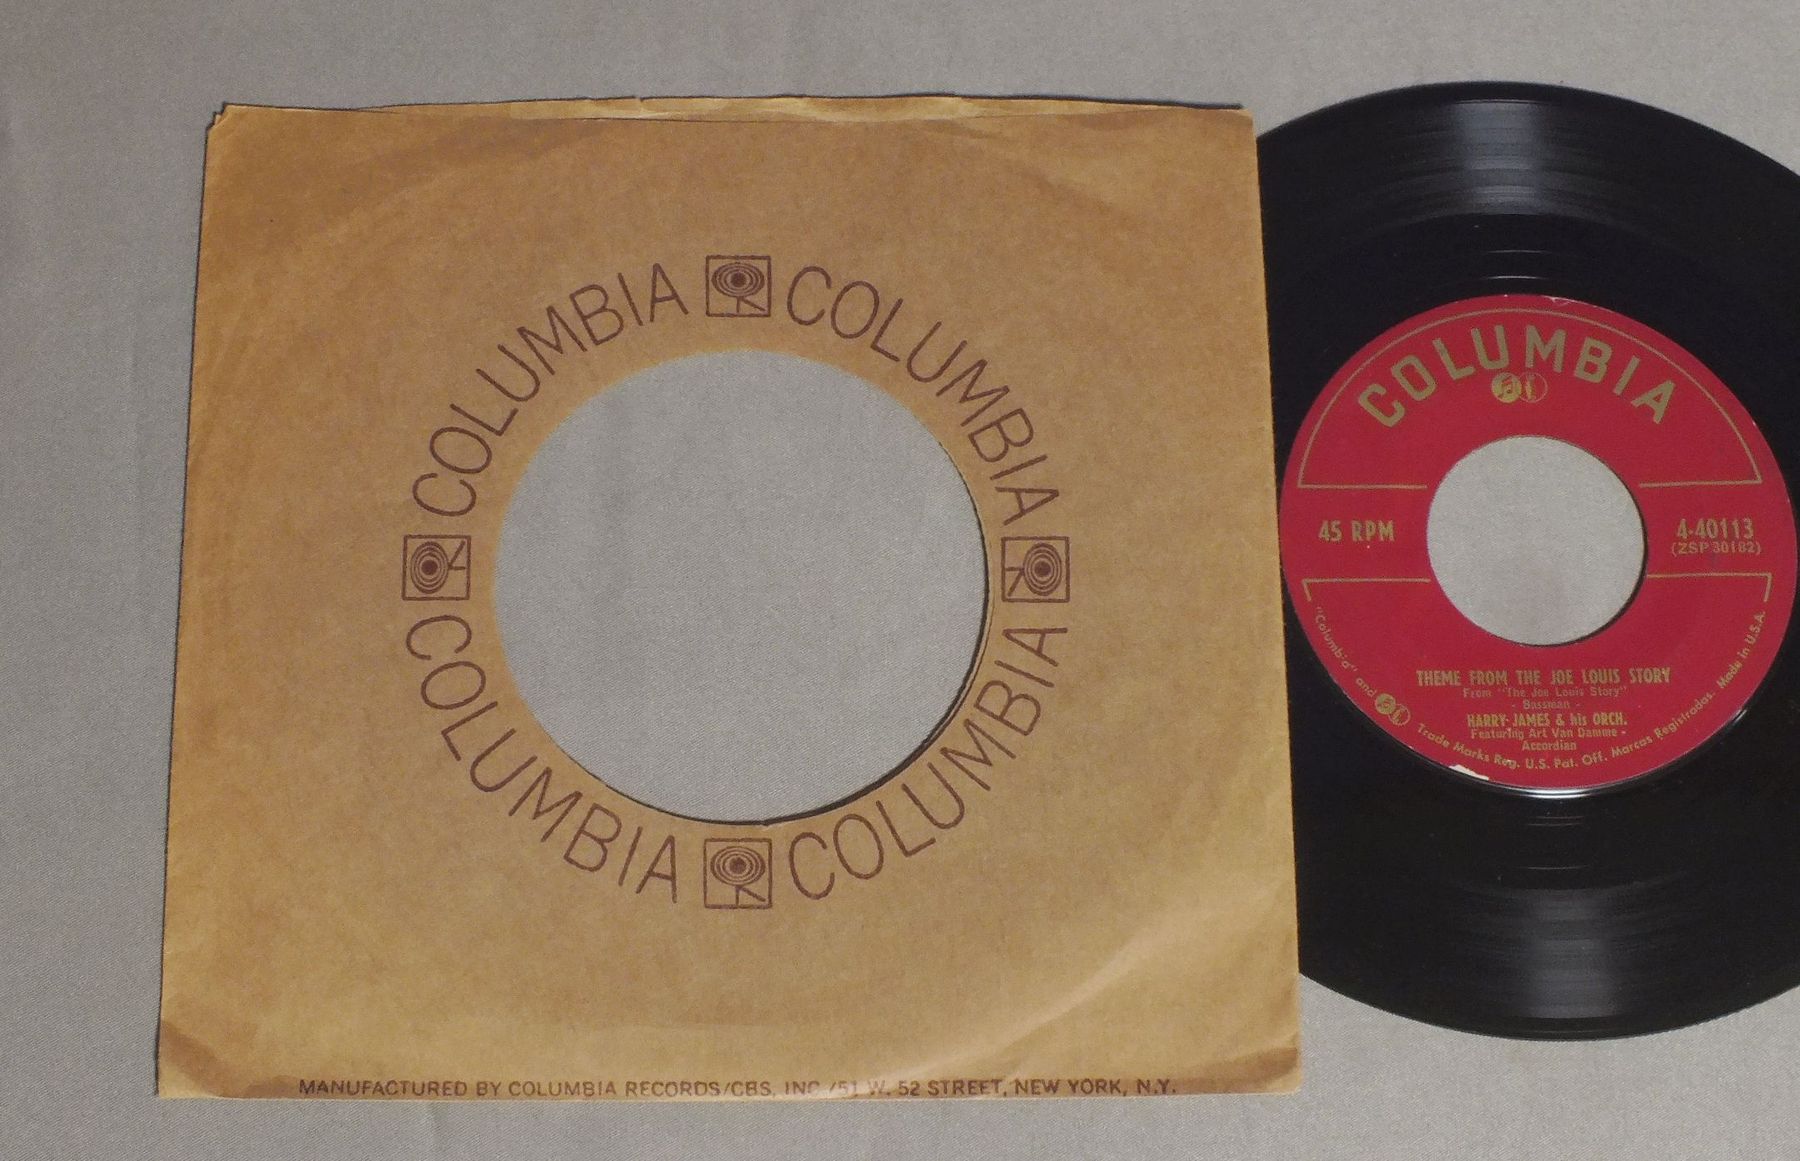 COLUMBIA COLUMBIA COLUMBIA COLUMBIA
MANUFACTURED BY COLUMBIA RECORDS/CBS, INC./51 W. 52 STREET, NEW YORK, N.Y.
COLUMBIA
45 RPM
4-40113
(ZSP 30182)
THEME FROM THE JOE LOUIS STORY
From "The Joe Louis Story"
- Bassman -
HARRY JAMES & his ORCH.
Featuring Art Van Damme -
Accordian
"Columbia" and Trade Marks Reg. U.S. Pat. Off. Marcas Registradas. Made in U.S.A.